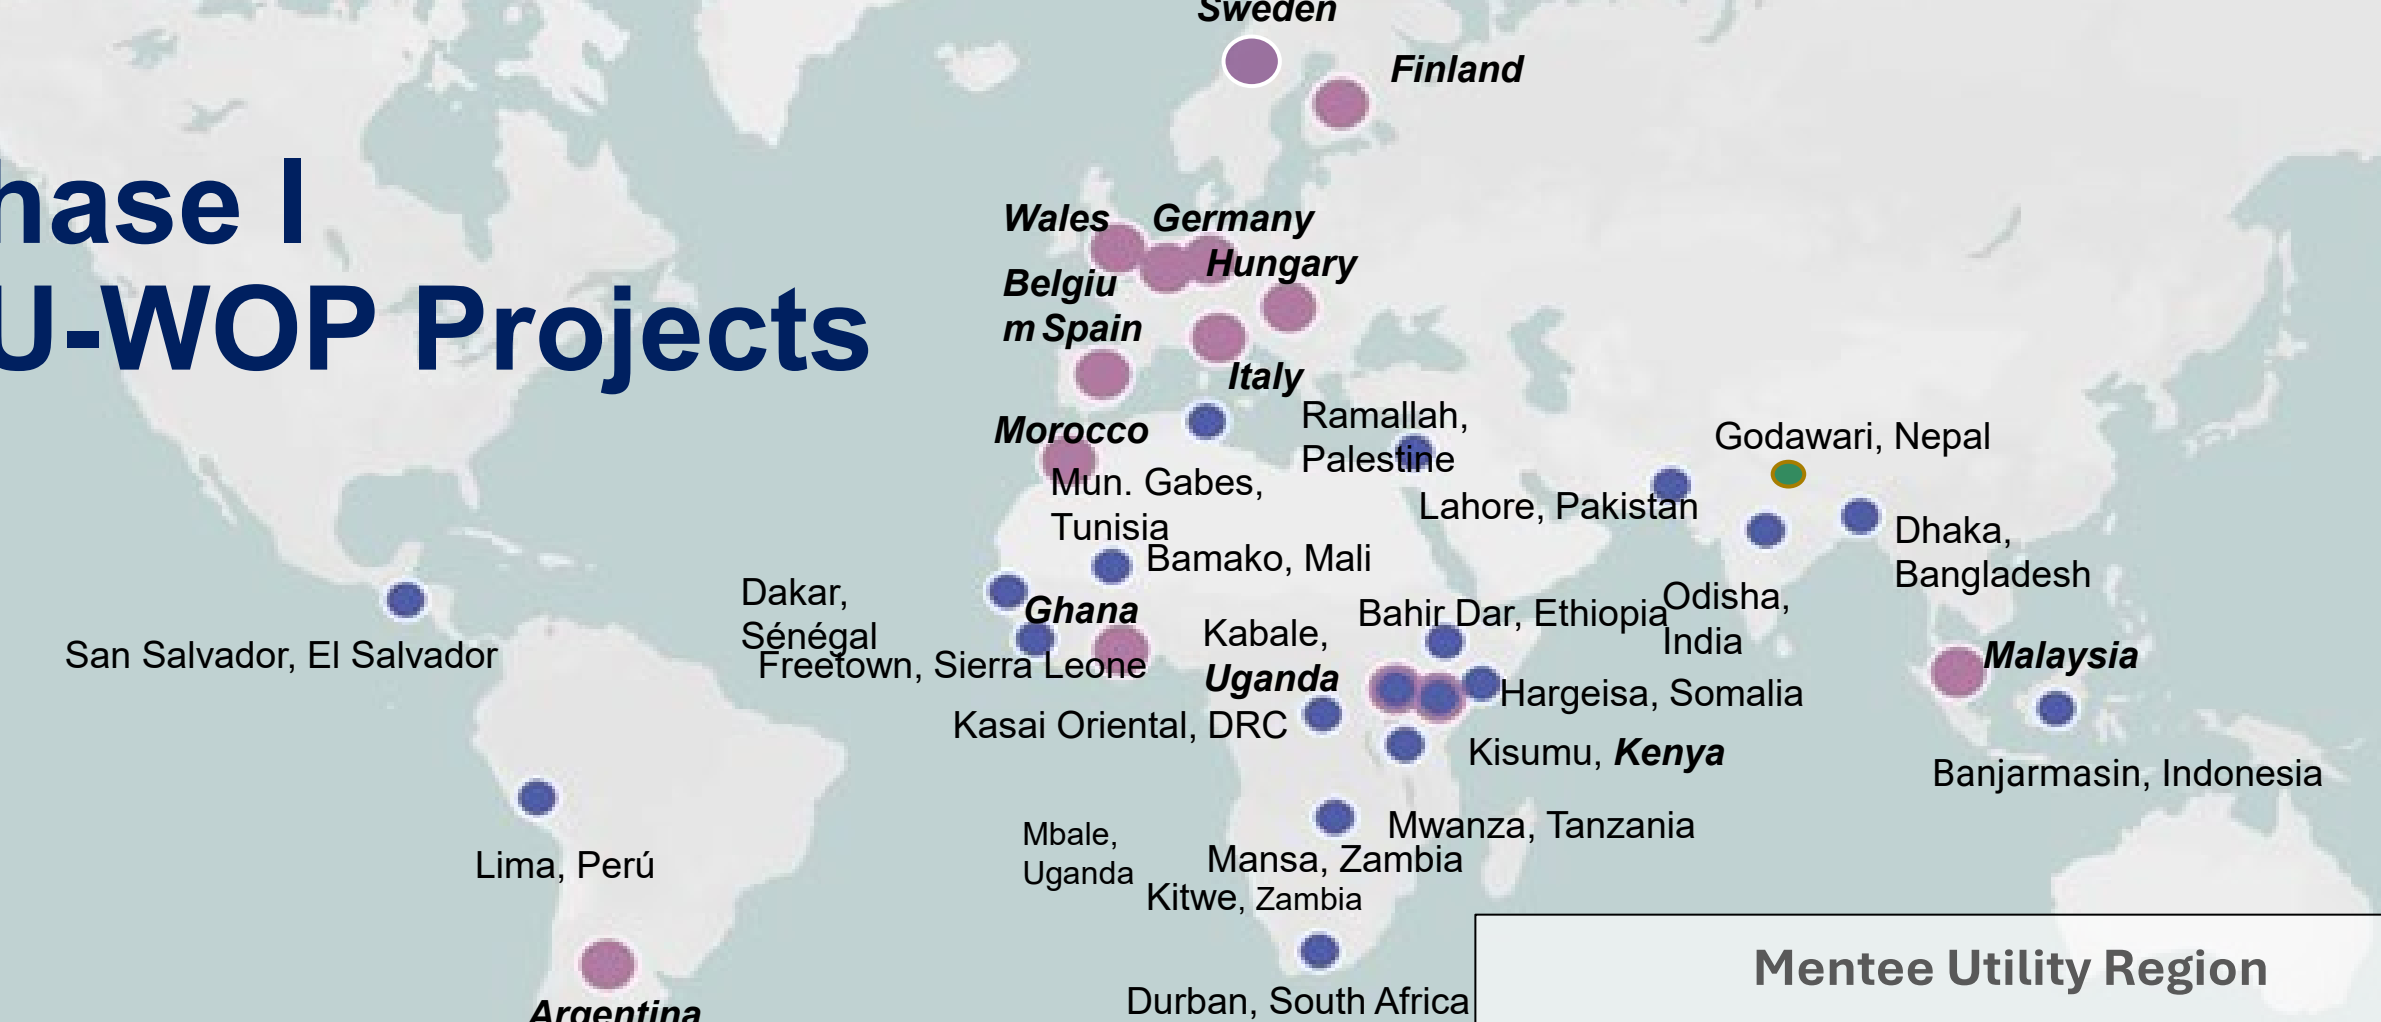 Sweden
Finland
hase I
U-WOP Projects
Wales
Germany
Hungary
Belgiu
m Spain
Italy
Morocco
Ramallah,
Palestine
Godawari, Nepal
Mun. Gabes,
Tunisia
Lahore, Pakistan
Bamako, Mali
Dhaka,
Bangladesh
Dakar,
Sénégal
Ghana
Freetown, Sierra Leone
Kabale,
Uganda
Bahir Dar, Ethiopia
Odisha,
India
San Salvador, El Salvador
Malaysia
Hargeisa, Somalia
Kasai Oriental, DRC
Kisumu, Kenya
Banjarmasin, Indonesia
Mwanza, Tanzania
Mbale,
Uganda
Mansa, Zambia
Kitwe, Zambia
Lima, Perú
Mentee Utility Region
Durban, South Africa
Argentina